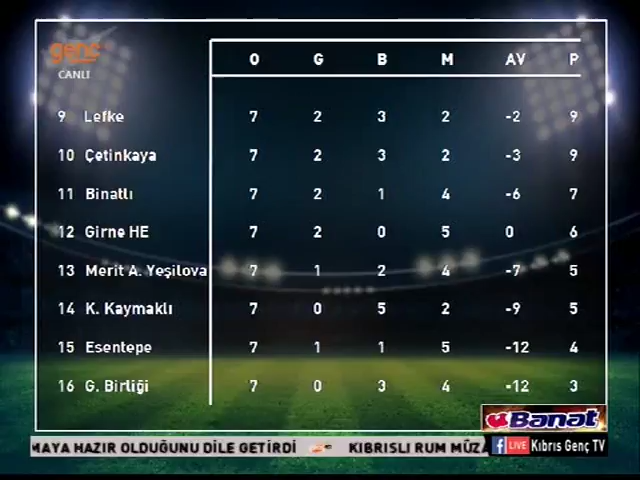 genç
CANLI
O G B M AV P
9 Lefke 7 2 3 2 -2 9
10 Çetinkaya 7 2 3 2 -3 9
11 Binatlı 7 2 1 4 -6 7
12 Girne HE 7 2 0 5 0 6
13 Merit A. Yeşilova 7 1 2 4 -7 5
14 K. Kaymaklı 7 0 5 2 -9 5
15 Esentepe 7 1 1 5 -12 4
16 G. Birliği 7 0 3 4 -12 3
Banat
MAYA HAZIR OLDUĞUNU DİLE GETİRDİ KIBRISLI RUM MÜZA
f LIVE Kıbrıs Genç TV